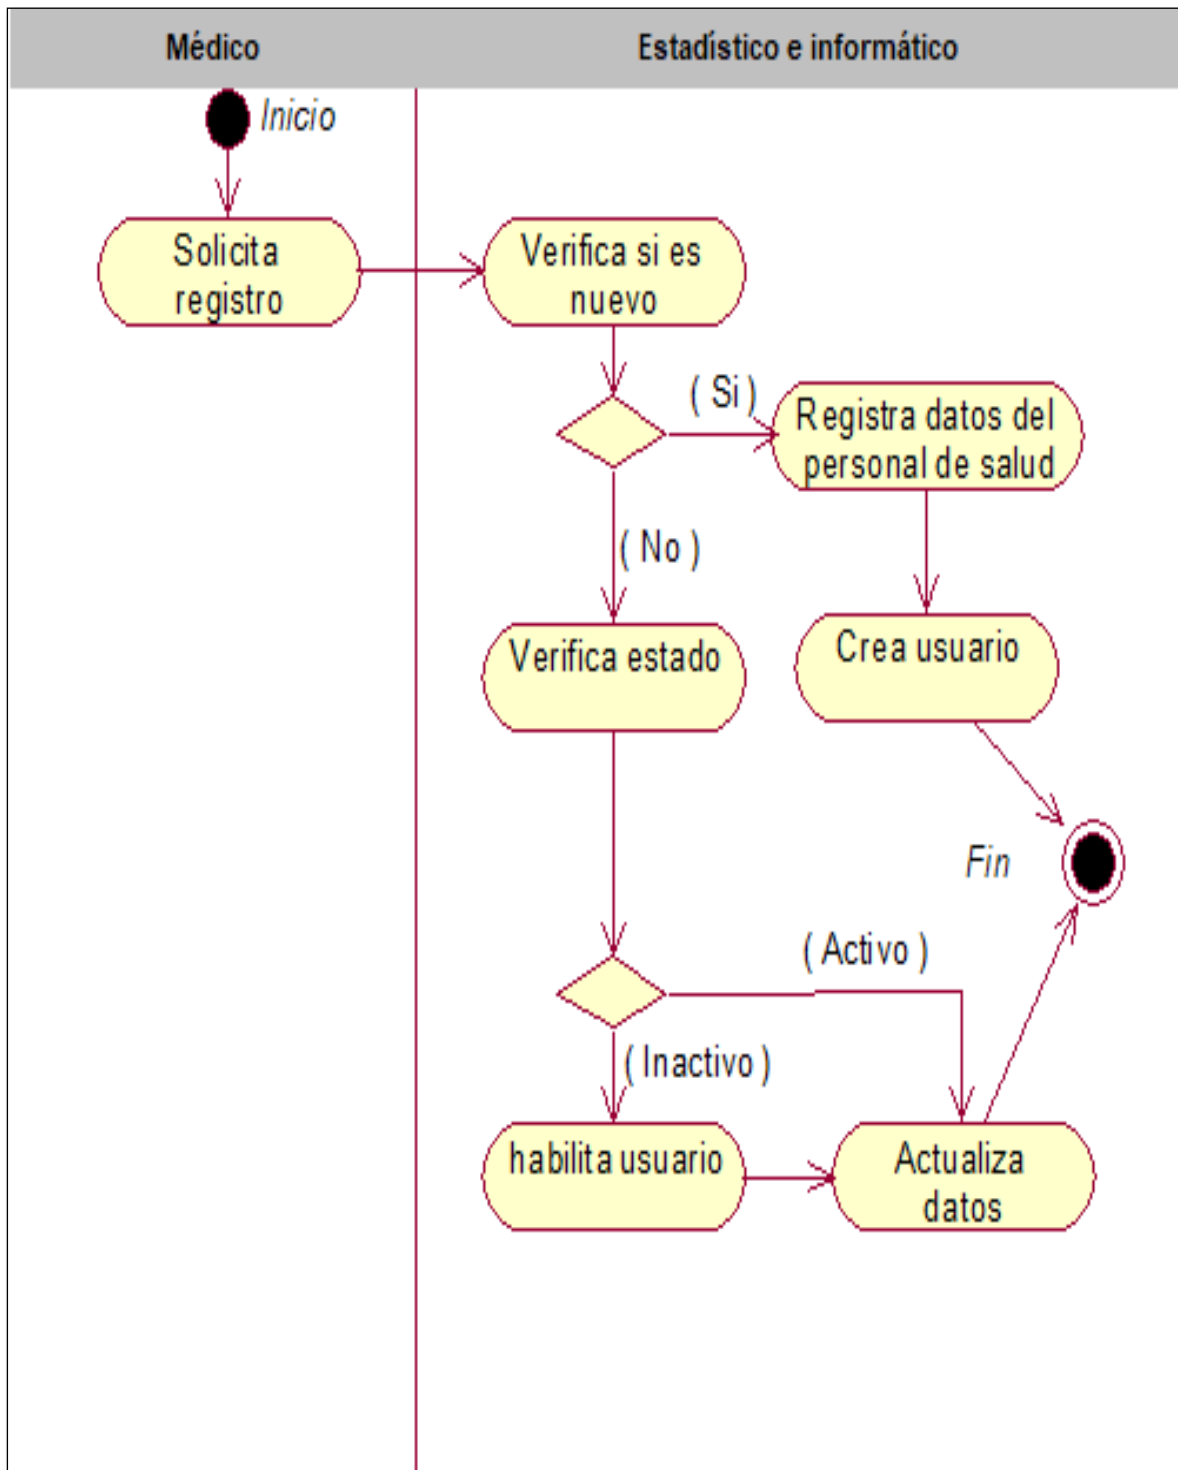 Médico
Estadístico e informático
Inicio
Solicita
registro
Verifica si es
nuevo
( Si )
Registra datos del
personal de salud
( No )
Verifica estado
Crea usuario
Fin
( Activo )
( Inactivo )
habilita usuario
Actualiza
datos